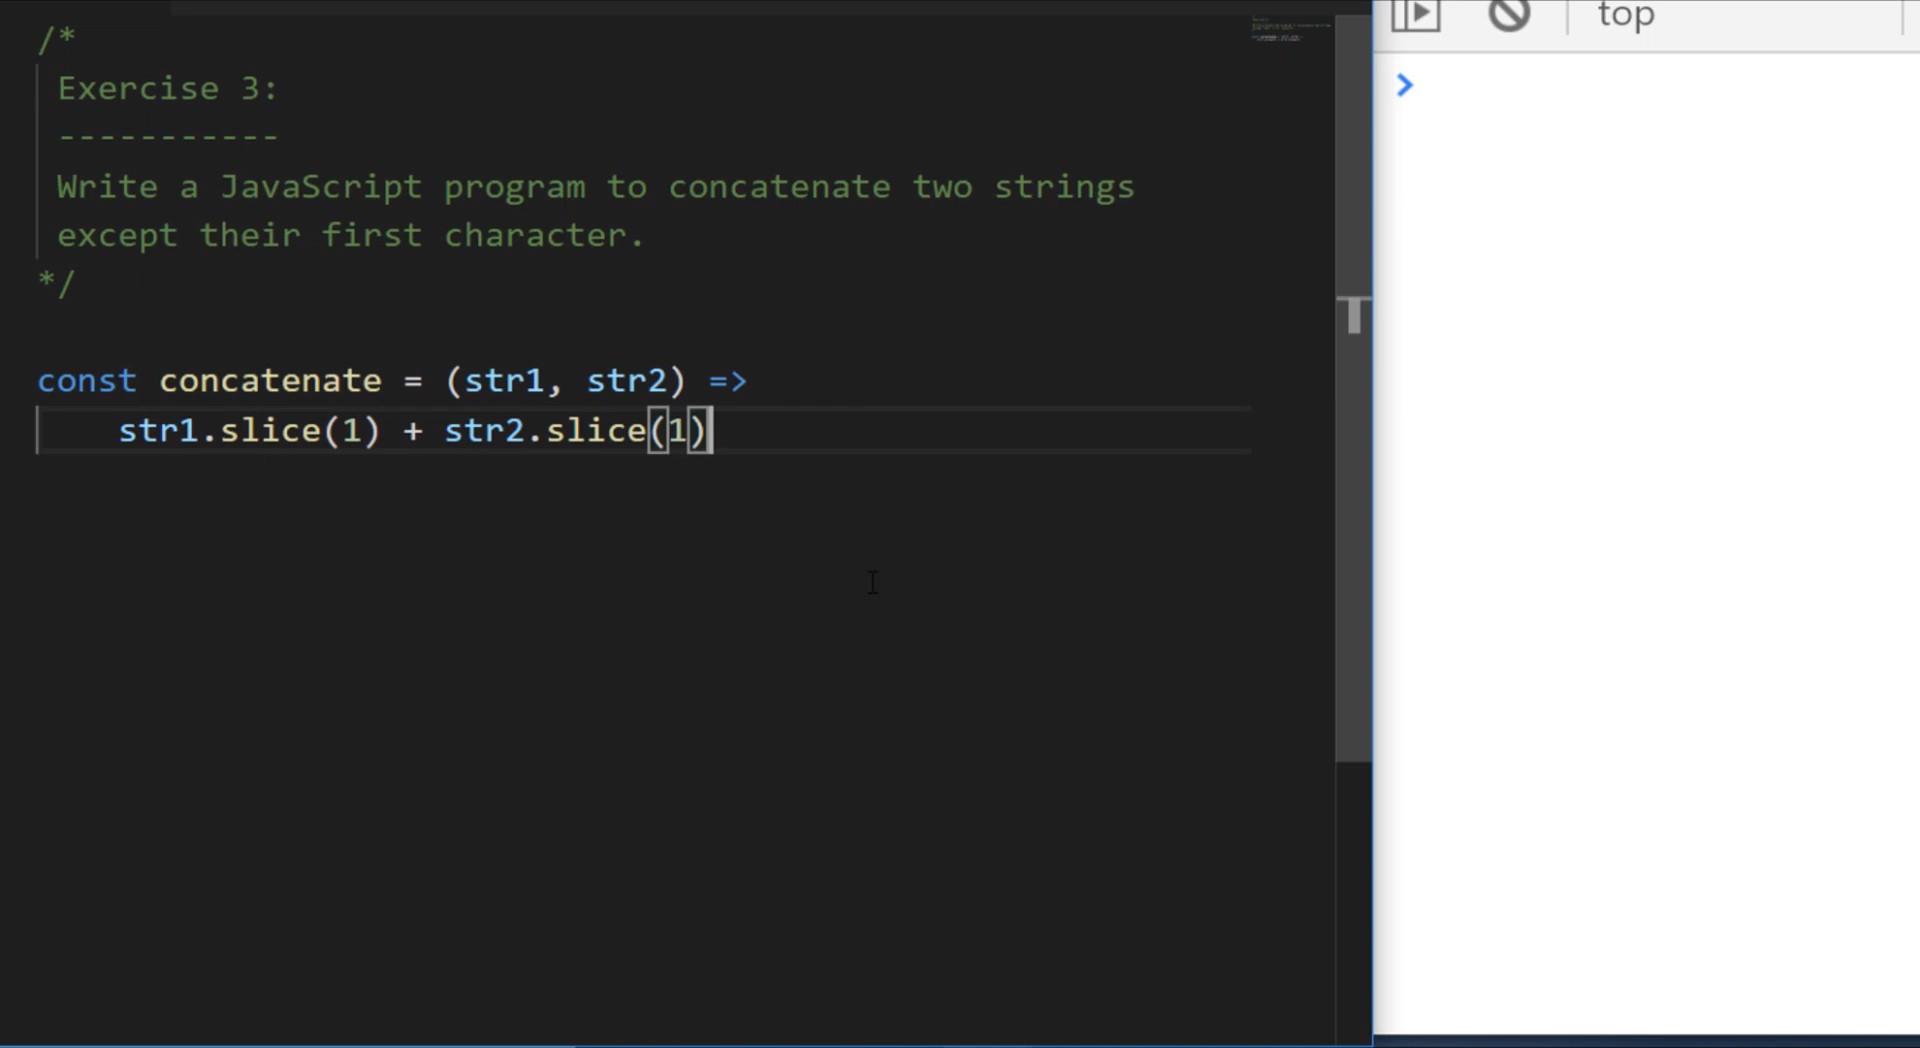 /*
Exercise 3:
-----------
Write a JavaScript program to concatenate two strings
except their first character.
*/
const concatenate = (str1, str2) =>
str1.slice(1) + str2.slice(1)
top
>